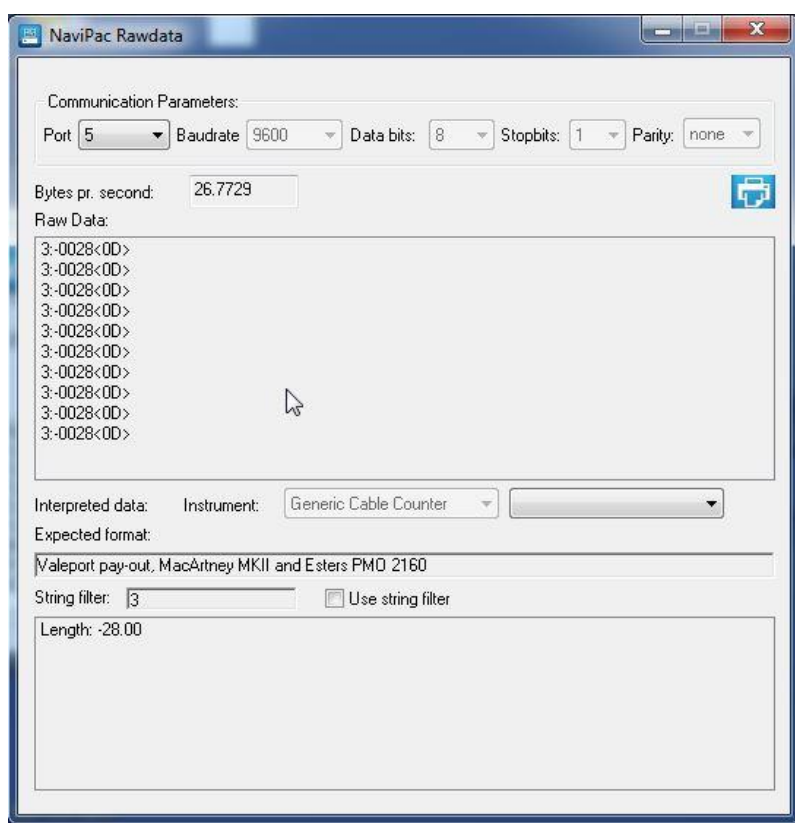 NaviPac Rawdata
Communication Parameters:
Port 5 Baudrate 9600 Data bits: 8 Stopbits: 1 Parity: none
Bytes pr. second: 26.7729
Raw Data:
3:-0028<0D>
3:-0028<0D>
3:-0028<0D>
3:-0028<0D>
3:-0028<0D>
3:-0028<0D>
3:-0028<0D>
3:-0028<0D>
3:-0028<0D>
3:-0028<0D>
Interpreted data: Instrument: Generic Cable Counter
Expected format:
Valeport pay-out, MacArtney MKII and Esters PMO 2160
String filter: 3 Use string filter
Length: -28.00